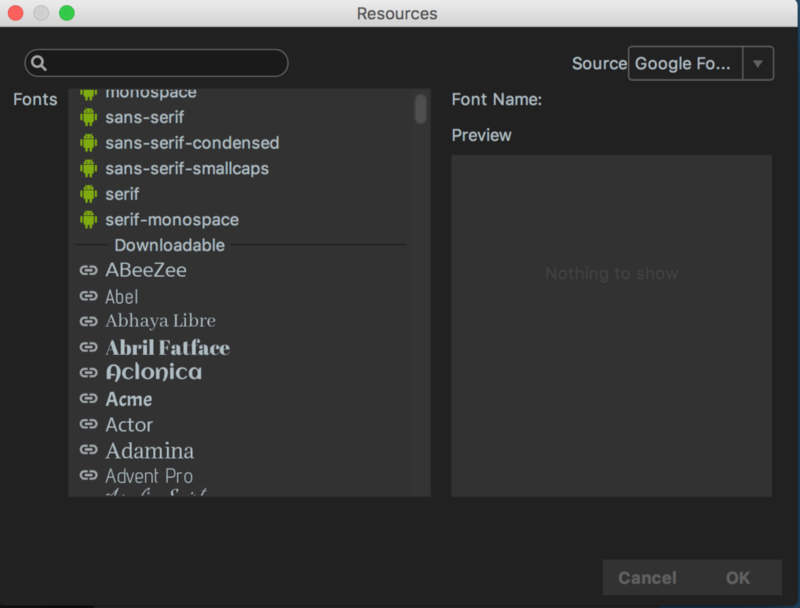 Resources
Source Google Fo...
Fonts
monospace
sans-serif
sans-serif-condensed
sans-serif-smallcaps
serif
serif-monospace
Downloadable
ABeeZee
Abel
Abhaya Libre
Abril Fatface
Aclonica
Acme
Actor
Adamina
Advent Pro
Font Name:
Preview
Nothing to show
Cancel
OK